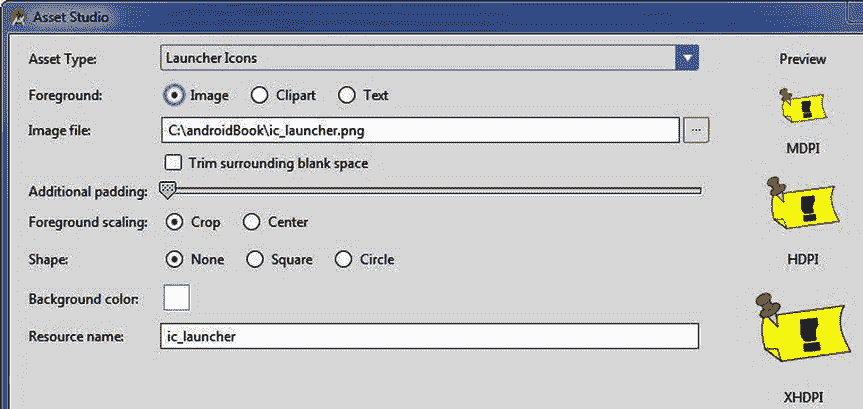 Asset Studio
Asset Type: Launcher Icons
Preview
Foreground: Image Clipart Text
Image file: C:\androidBook\ic_launcher.png ...
Trim surrounding blank space
MDPI
Additional padding:
Foreground scaling: Crop Center
Shape: None Square Circle
HDPI
Background color:
Resource name: ic_launcher
XHDPI